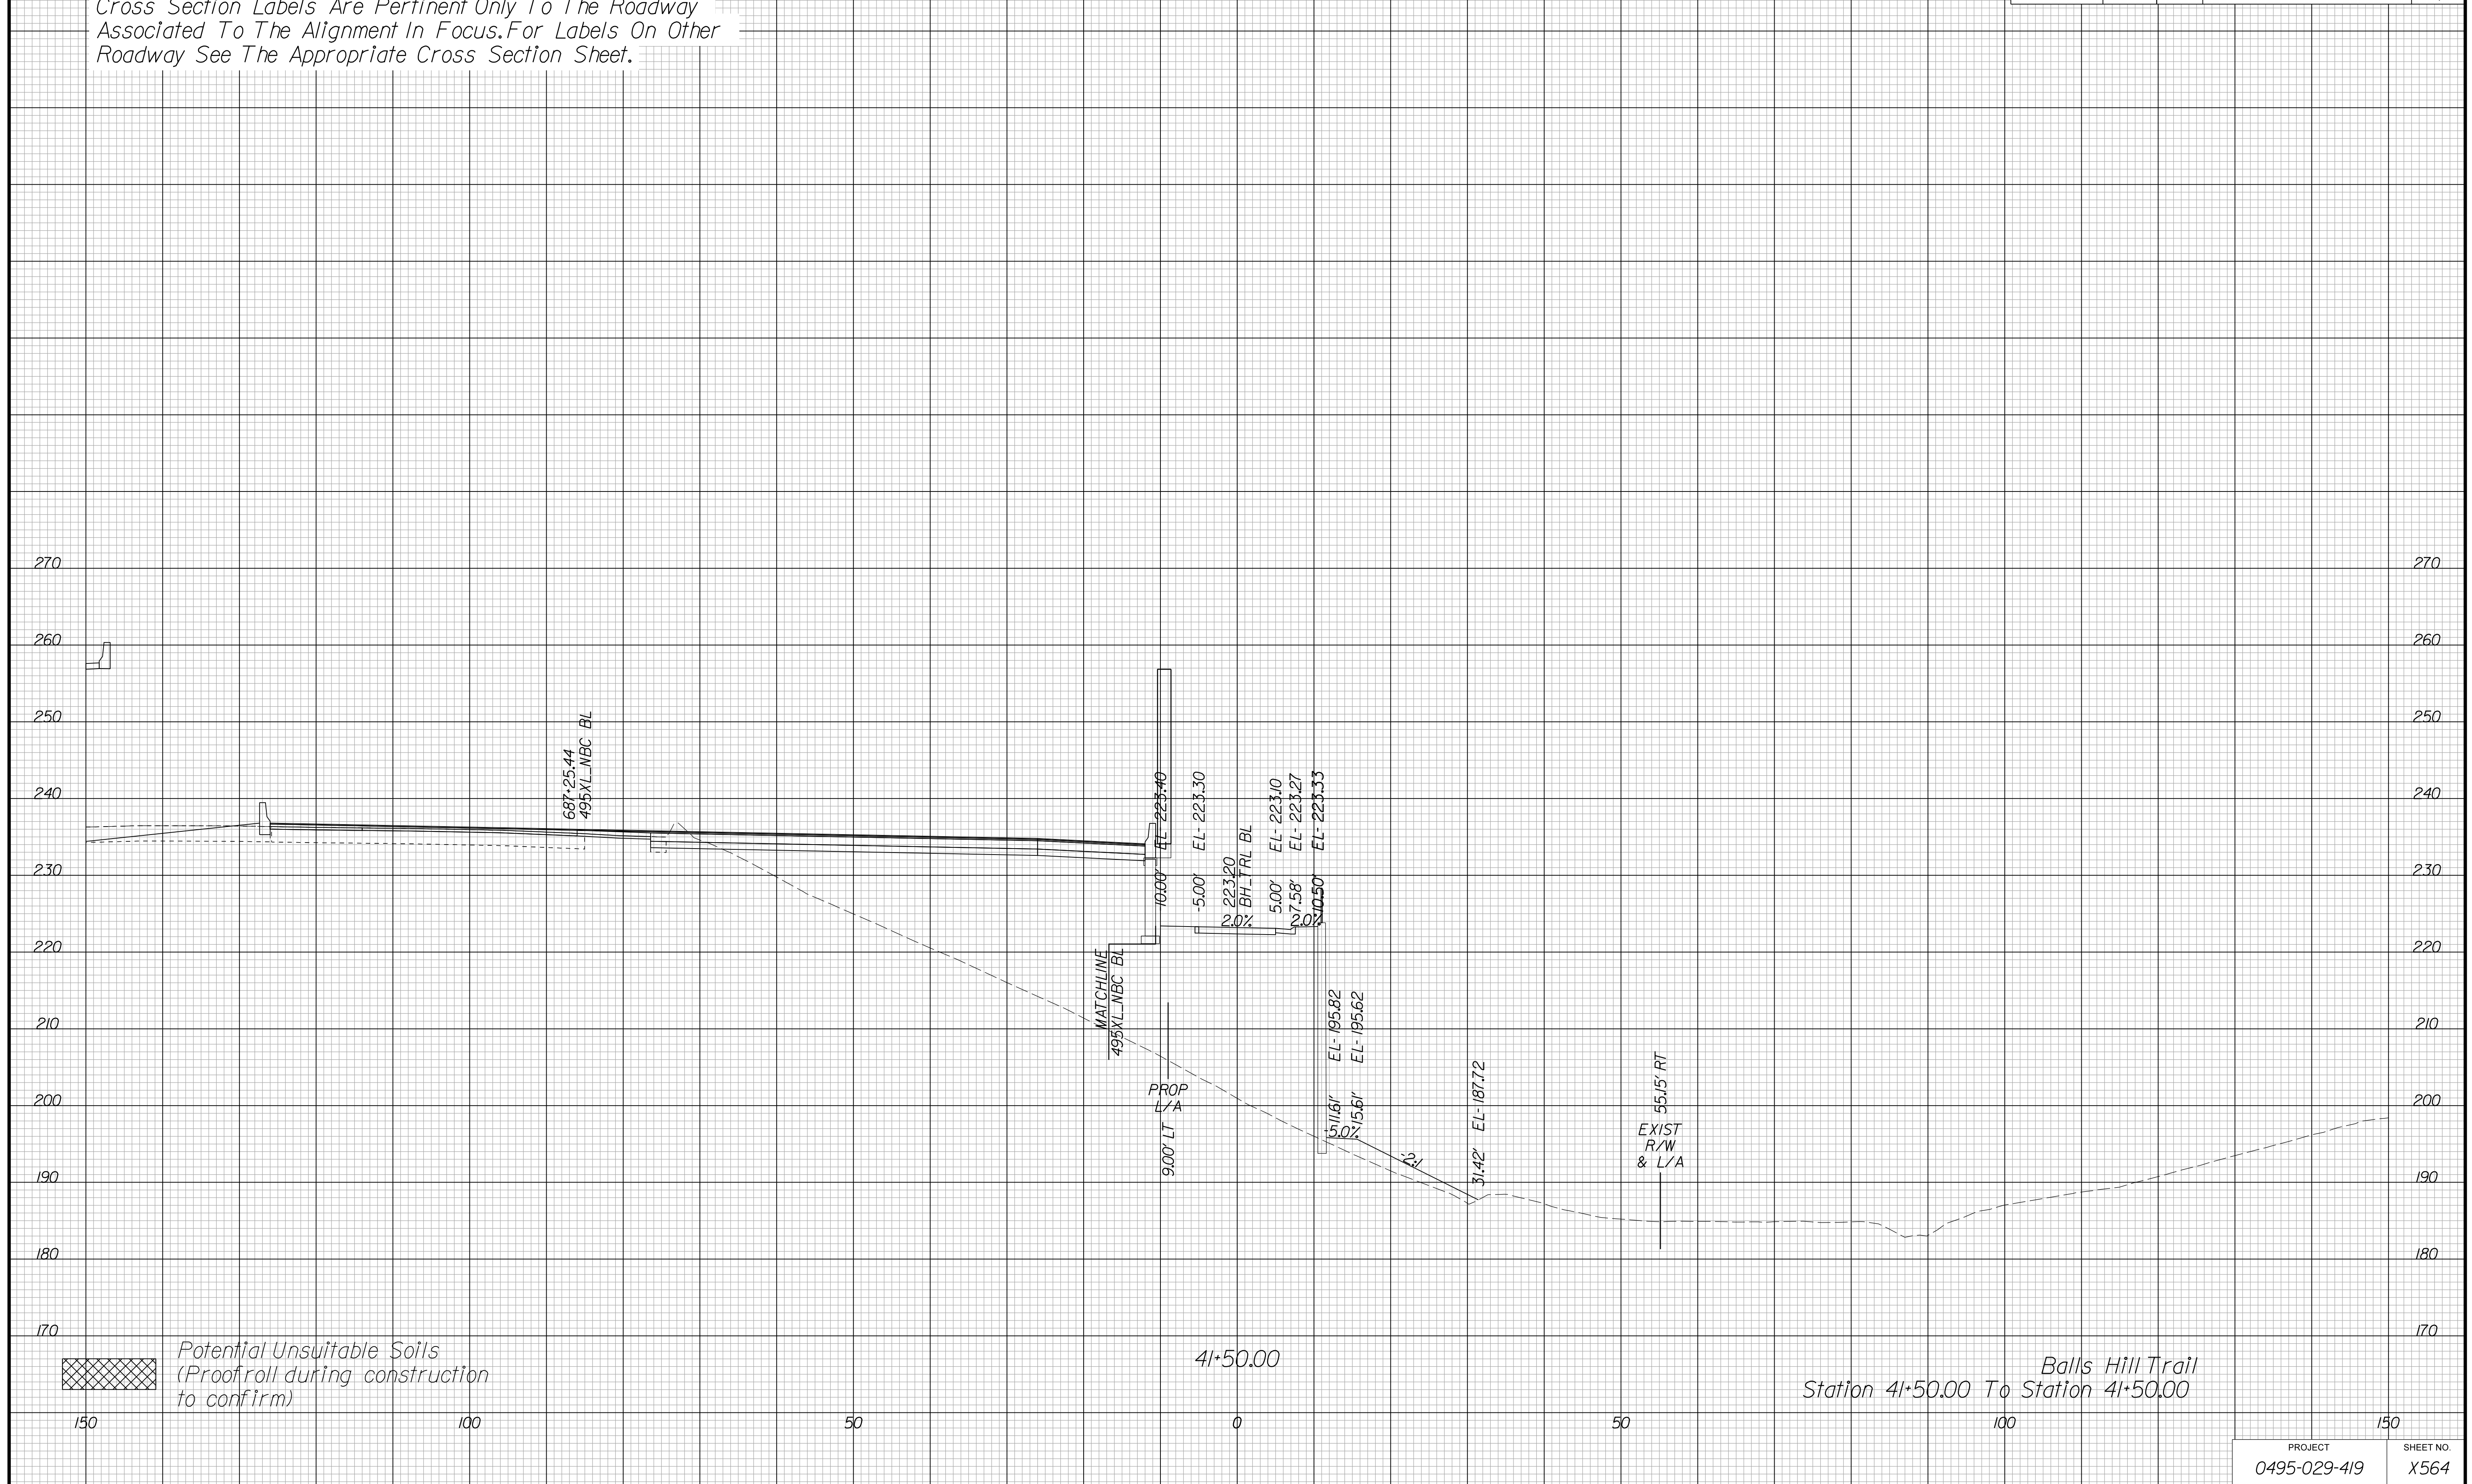 Cross Section Labels Are Pertinent Only To The Roadway
Associated To The Alignment In Focus. For Labels On Other
Roadway See The Appropriate Cross Section Sheet.
270
270
260
260
250
250
240
240
230
230
220
220
210
210
200
200
190
190
180
180
170
170
687+25.44
495XL_NBC BL
10.00' EL- 223.40
-5.00' EL- 223.30
223.20
BH_TRL BL
5.00' EL- 223.10
7.58' EL- 223.27
10.50' EL- 223.33
2.0%
2.0%
MATCHLINE
495XL_NBC BL
PROP
L/A
9.00' LT
11.61' EL- 195.82
15.61' EL- 195.62
-5.0%
-2:1
31.42' EL- 187.72
55.15' RT
EXIST
R/W
& L/A
Potential Unsuitable Soils
(Proofroll during construction
to confirm)
41+50.00
Balls Hill Trail
Station 41+50.00 To Station 41+50.00
150
100
50
0
50
100
150
PROJECT
SHEET NO.
0495-029-419
X564